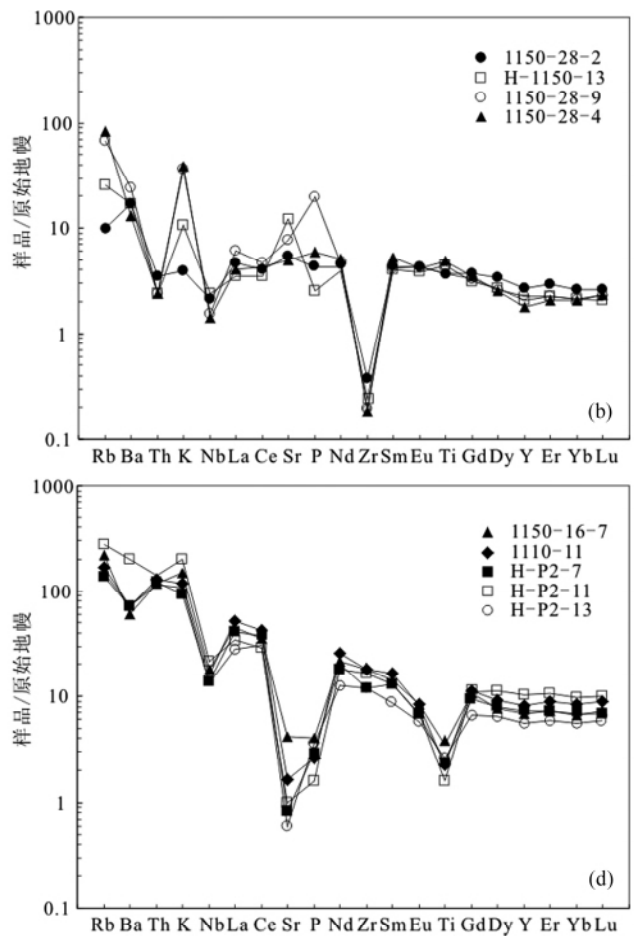 1000
100
10
1
0.1
样品/原始地幔
1150-28-2
H-1150-13
1150-28-9
1150-28-4
(b)
Rb Ba Th K Nb La Ce Sr P Nd Zr Sm Eu Ti Gd Dy Y Er Yb Lu
1000
100
10
1
0.1
样品/原始地幔
1150-16-7
1110-11
H-P2-7
H-P2-11
H-P2-13
(d)
Rb Ba Th K Nb La Ce Sr P Nd Zr Sm Eu Ti Gd Dy Y Er Yb Lu